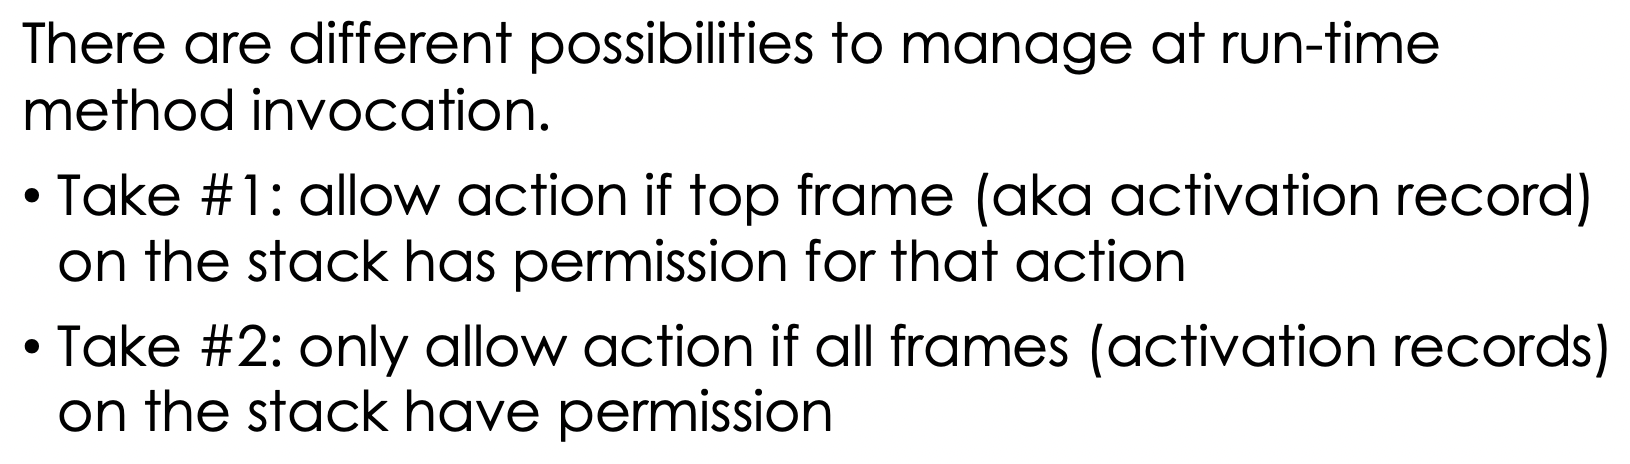 There are different possibilities to manage at run-time
method invocation.
• Take #1: allow action if top frame (aka activation record)
on the stack has permission for that action
• Take #2: only allow action if all frames (activation records)
on the stack have permission